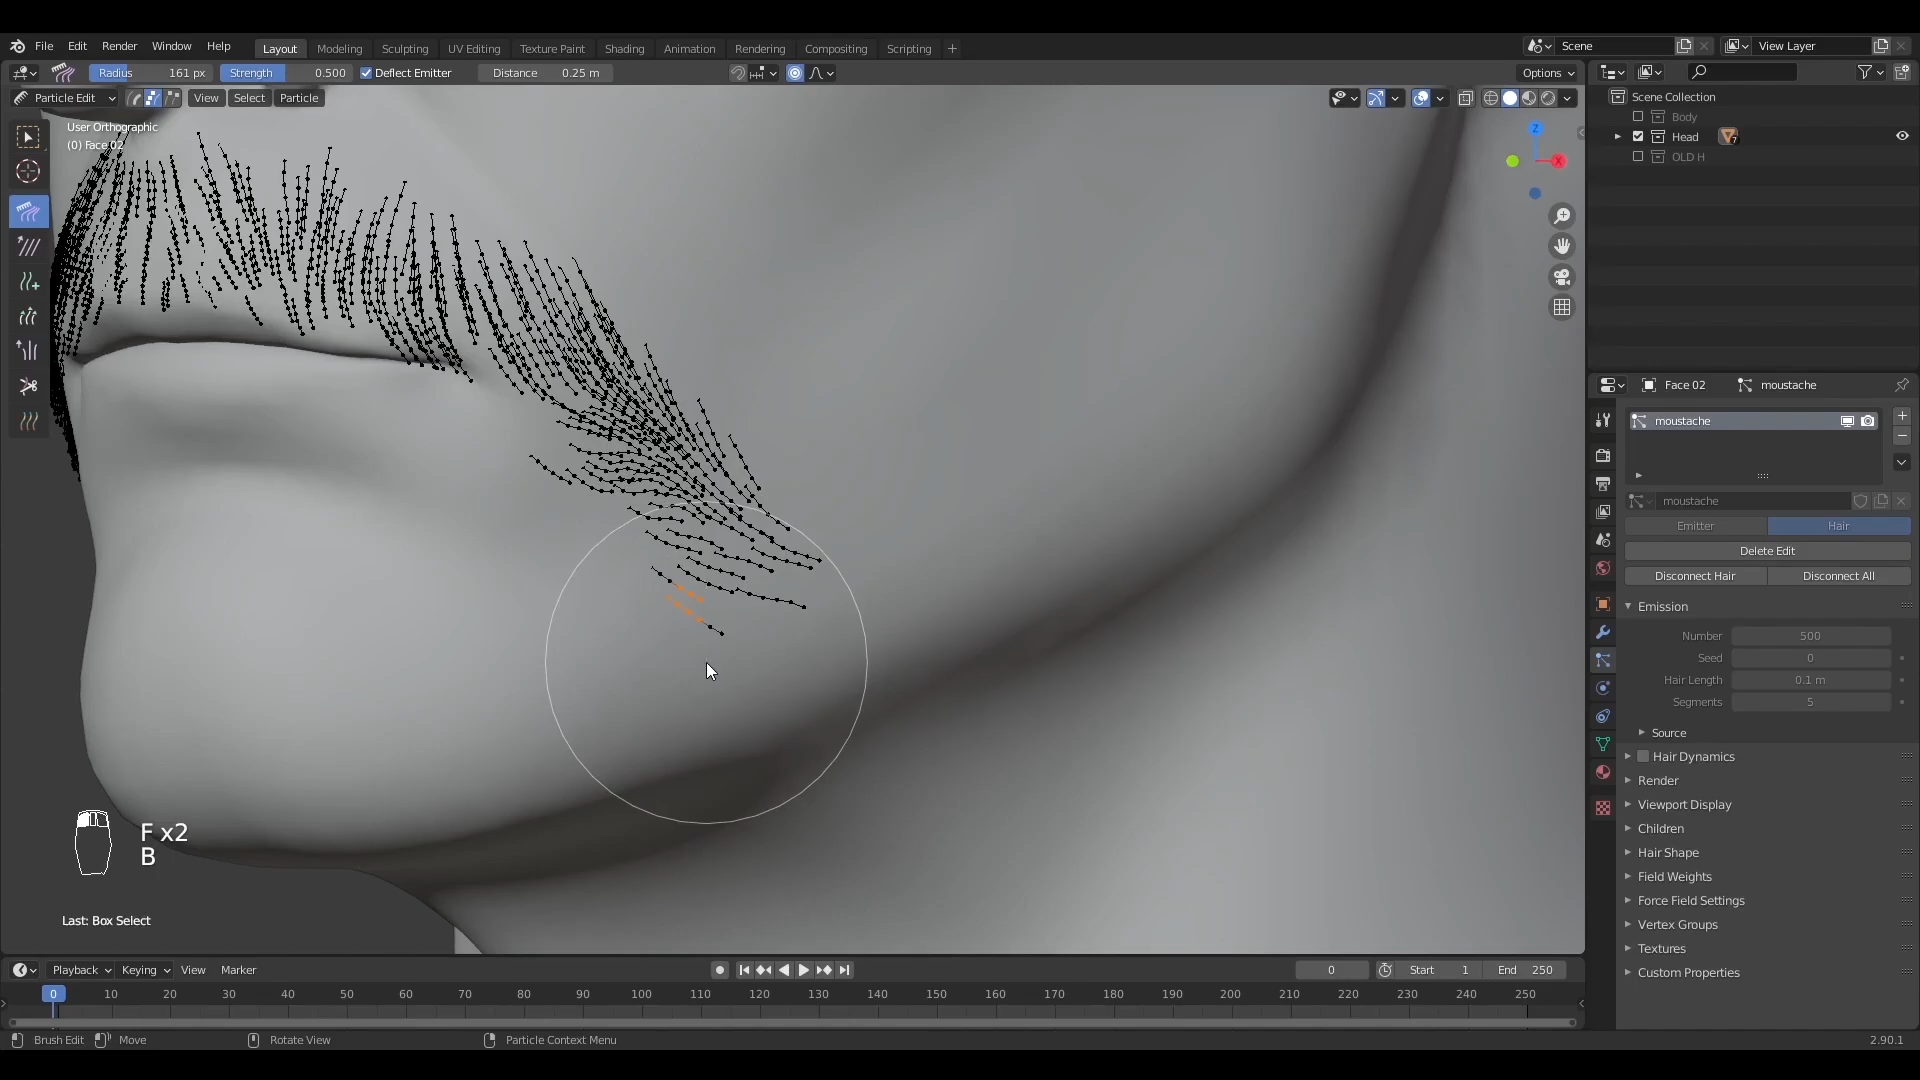 File Edit Render Window Help Layout Modeling Sculpting UV Editing Texture Paint Shading Animation Rendering Compositing Scripting + Scene View Layer
Radius 161 px Strength 0.500 Deflect Emitter Distance 0.25 m Options
Particle Edit View Select Particle
User Orthographic
(0) Face 02
Z
X
Scene Collection
Body
Head 7
OLD H
Face 02 moustache
moustache
moustache
Emitter Hair
Delete Edit
Disconnect Hair Disconnect All
Emission
Number 500
Seed 0
Hair Length 0.1 m
Segments 5
Source
Hair Dynamics
Render
Viewport Display
Children
Hair Shape
Field Weights
Force Field Settings
Vertex Groups
Textures
Custom Properties
F x2
B
Last: Box Select
Playback Keying View Marker 0 Start 1 End 250
0 10 20 30 40 50 60 70 80 90 100 110 120 130 140 150 160 170 180 190 200 210 220 230 240 250
Brush Edit Move Rotate View Particle Context Menu 2.90.1